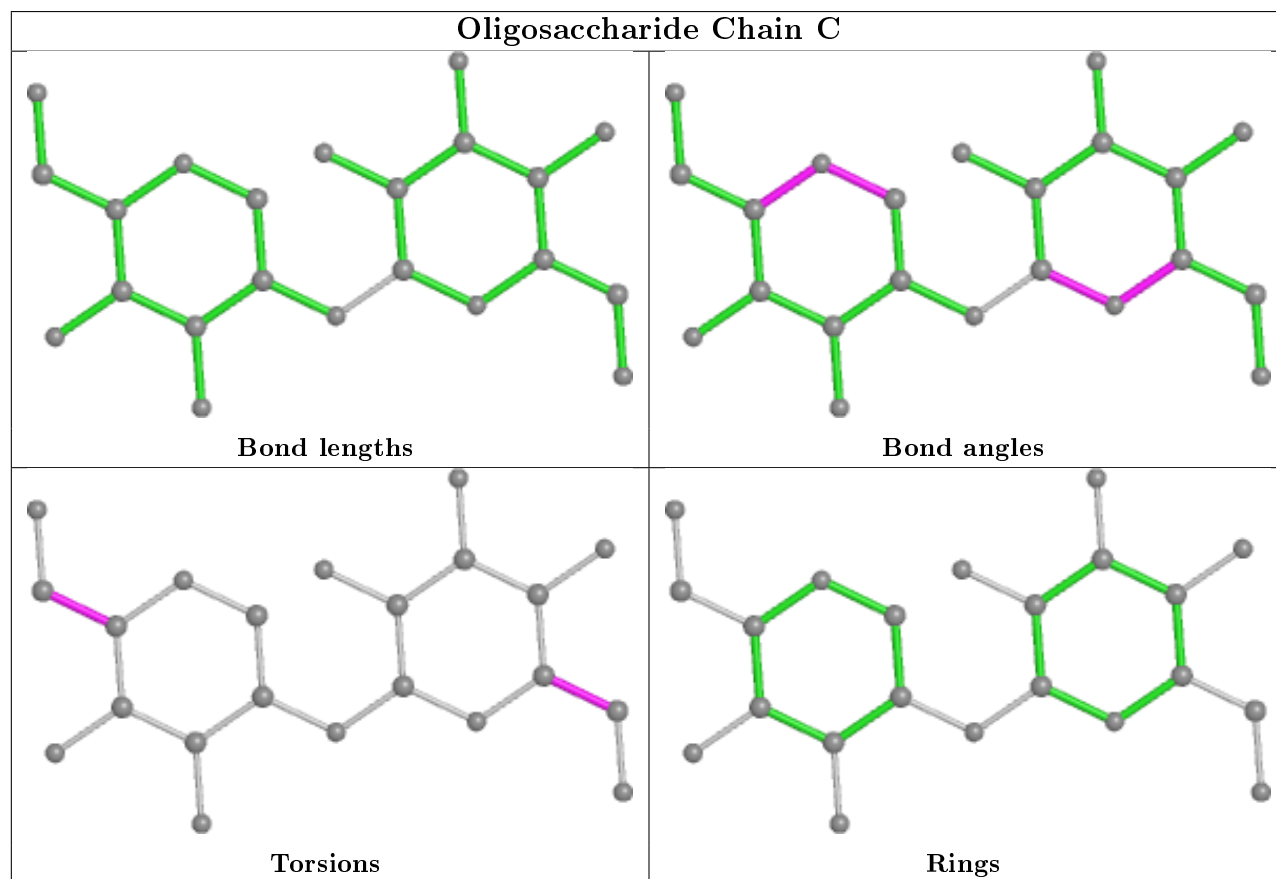 Oligosaccharide Chain C
Bond lengths
Bond angles
Torsions
Rings